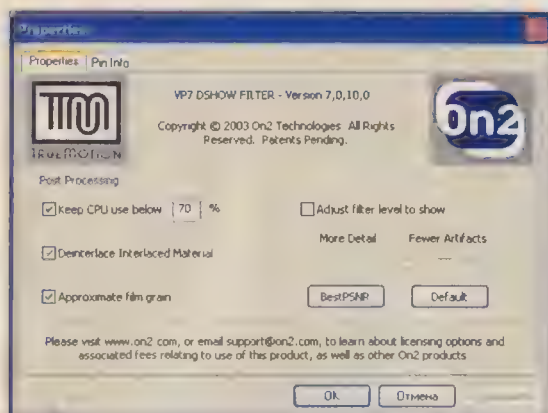 Properties
Properties Pin Info
TM
TRUEMOTION
VP7 DSHOW FILTER - Version 7,0,10,0
Copyright © 2003 On2 Technologies. All Rights
Reserved. Patents Pending.
On2
Post Processing
Keep CPU use below 70 %
Adjust filter level to show
More Detail Fewer Artifacts
Deinterlace Interlaced Material
Approximate film grain
BestPSNR Default
Please visit www.on2.com, or email support@on2.com, to learn about licensing options and
associated fees relating to use of this product, as well as other On2 products
OK Отмена